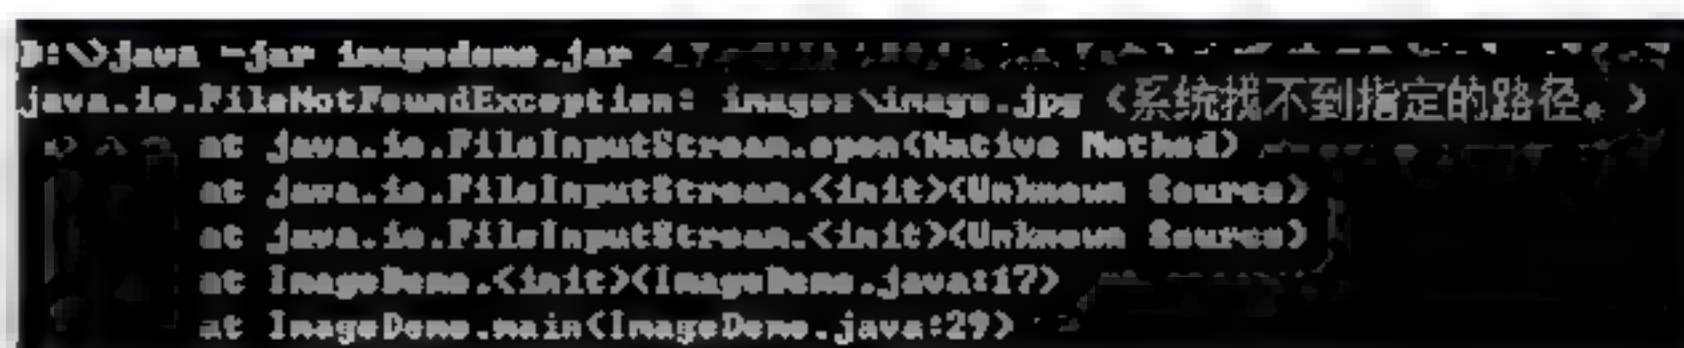 D:\>java -jar imagedemo.jar
java.io.FileNotFoundException: images\image.jpg (系统找不到指定的路径。)
at java.io.FileInputStream.open(Native Method)
at java.io.FileInputStream.<init>(Unknown Source)
at java.io.FileInputStream.<init>(Unknown Source)
at ImageDemo.<init>(ImageDemo.java:17)
at ImageDemo.main(ImageDemo.java:29)